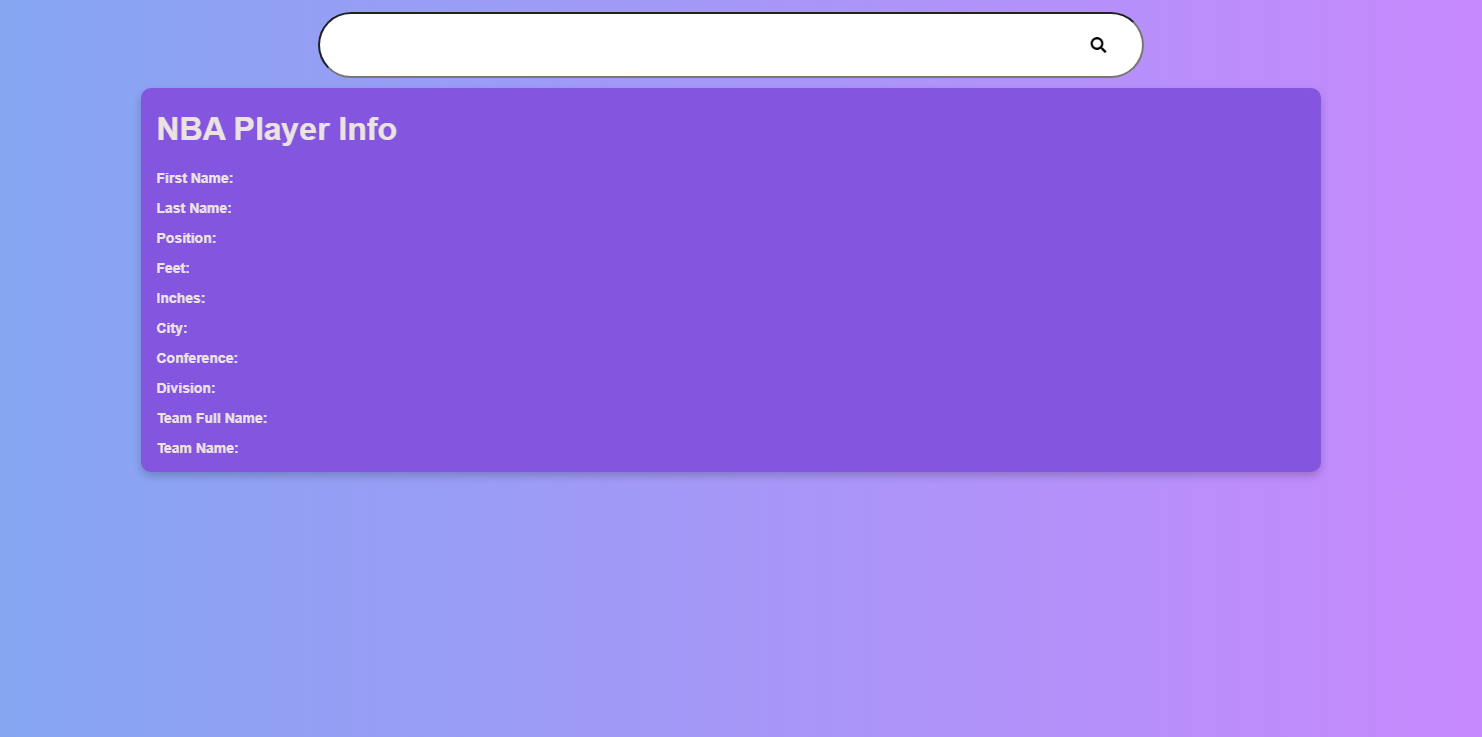 NBA Player Info
First Name:
Last Name:
Position:
Feet:
Inches:
City:
Conference:
Division:
Team Full Name:
Team Name: